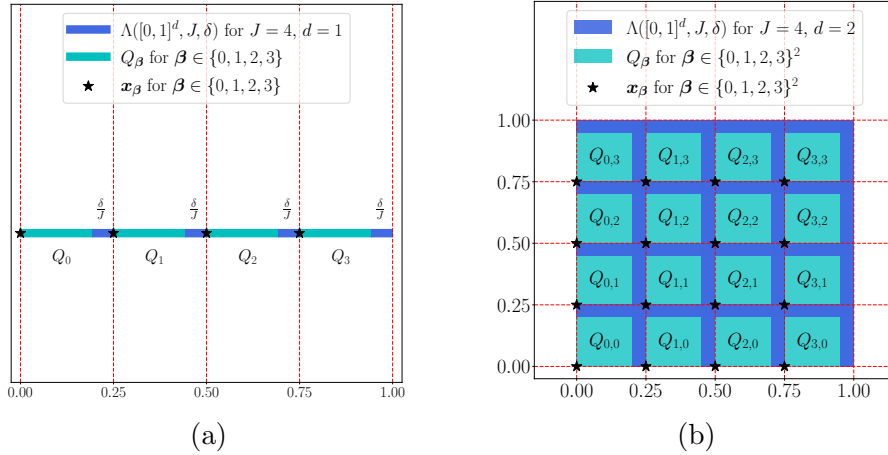 Λ([0, 1]^d, J, δ) for J = 4, d = 1
Q_β for β ∈ {0, 1, 2, 3}
x_β for β ∈ {0, 1, 2, 3}
δ/J δ/J δ/J δ/J
Q_0 Q_1 Q_2 Q_3
0.00 0.25 0.50 0.75 1.00
(a)
Λ([0, 1]^d, J, δ) for J = 4, d = 2
Q_β for β ∈ {0, 1, 2, 3}^2
x_β for β ∈ {0, 1, 2, 3}^2
1.00
Q_{0,3} Q_{1,3} Q_{2,3} Q_{3,3}
0.75
Q_{0,2} Q_{1,2} Q_{2,2} Q_{3,2}
0.50
Q_{0,1} Q_{1,1} Q_{2,1} Q_{3,1}
0.25
Q_{0,0} Q_{1,0} Q_{2,0} Q_{3,0}
0.00
0.00 0.25 0.50 0.75 1.00
(b)